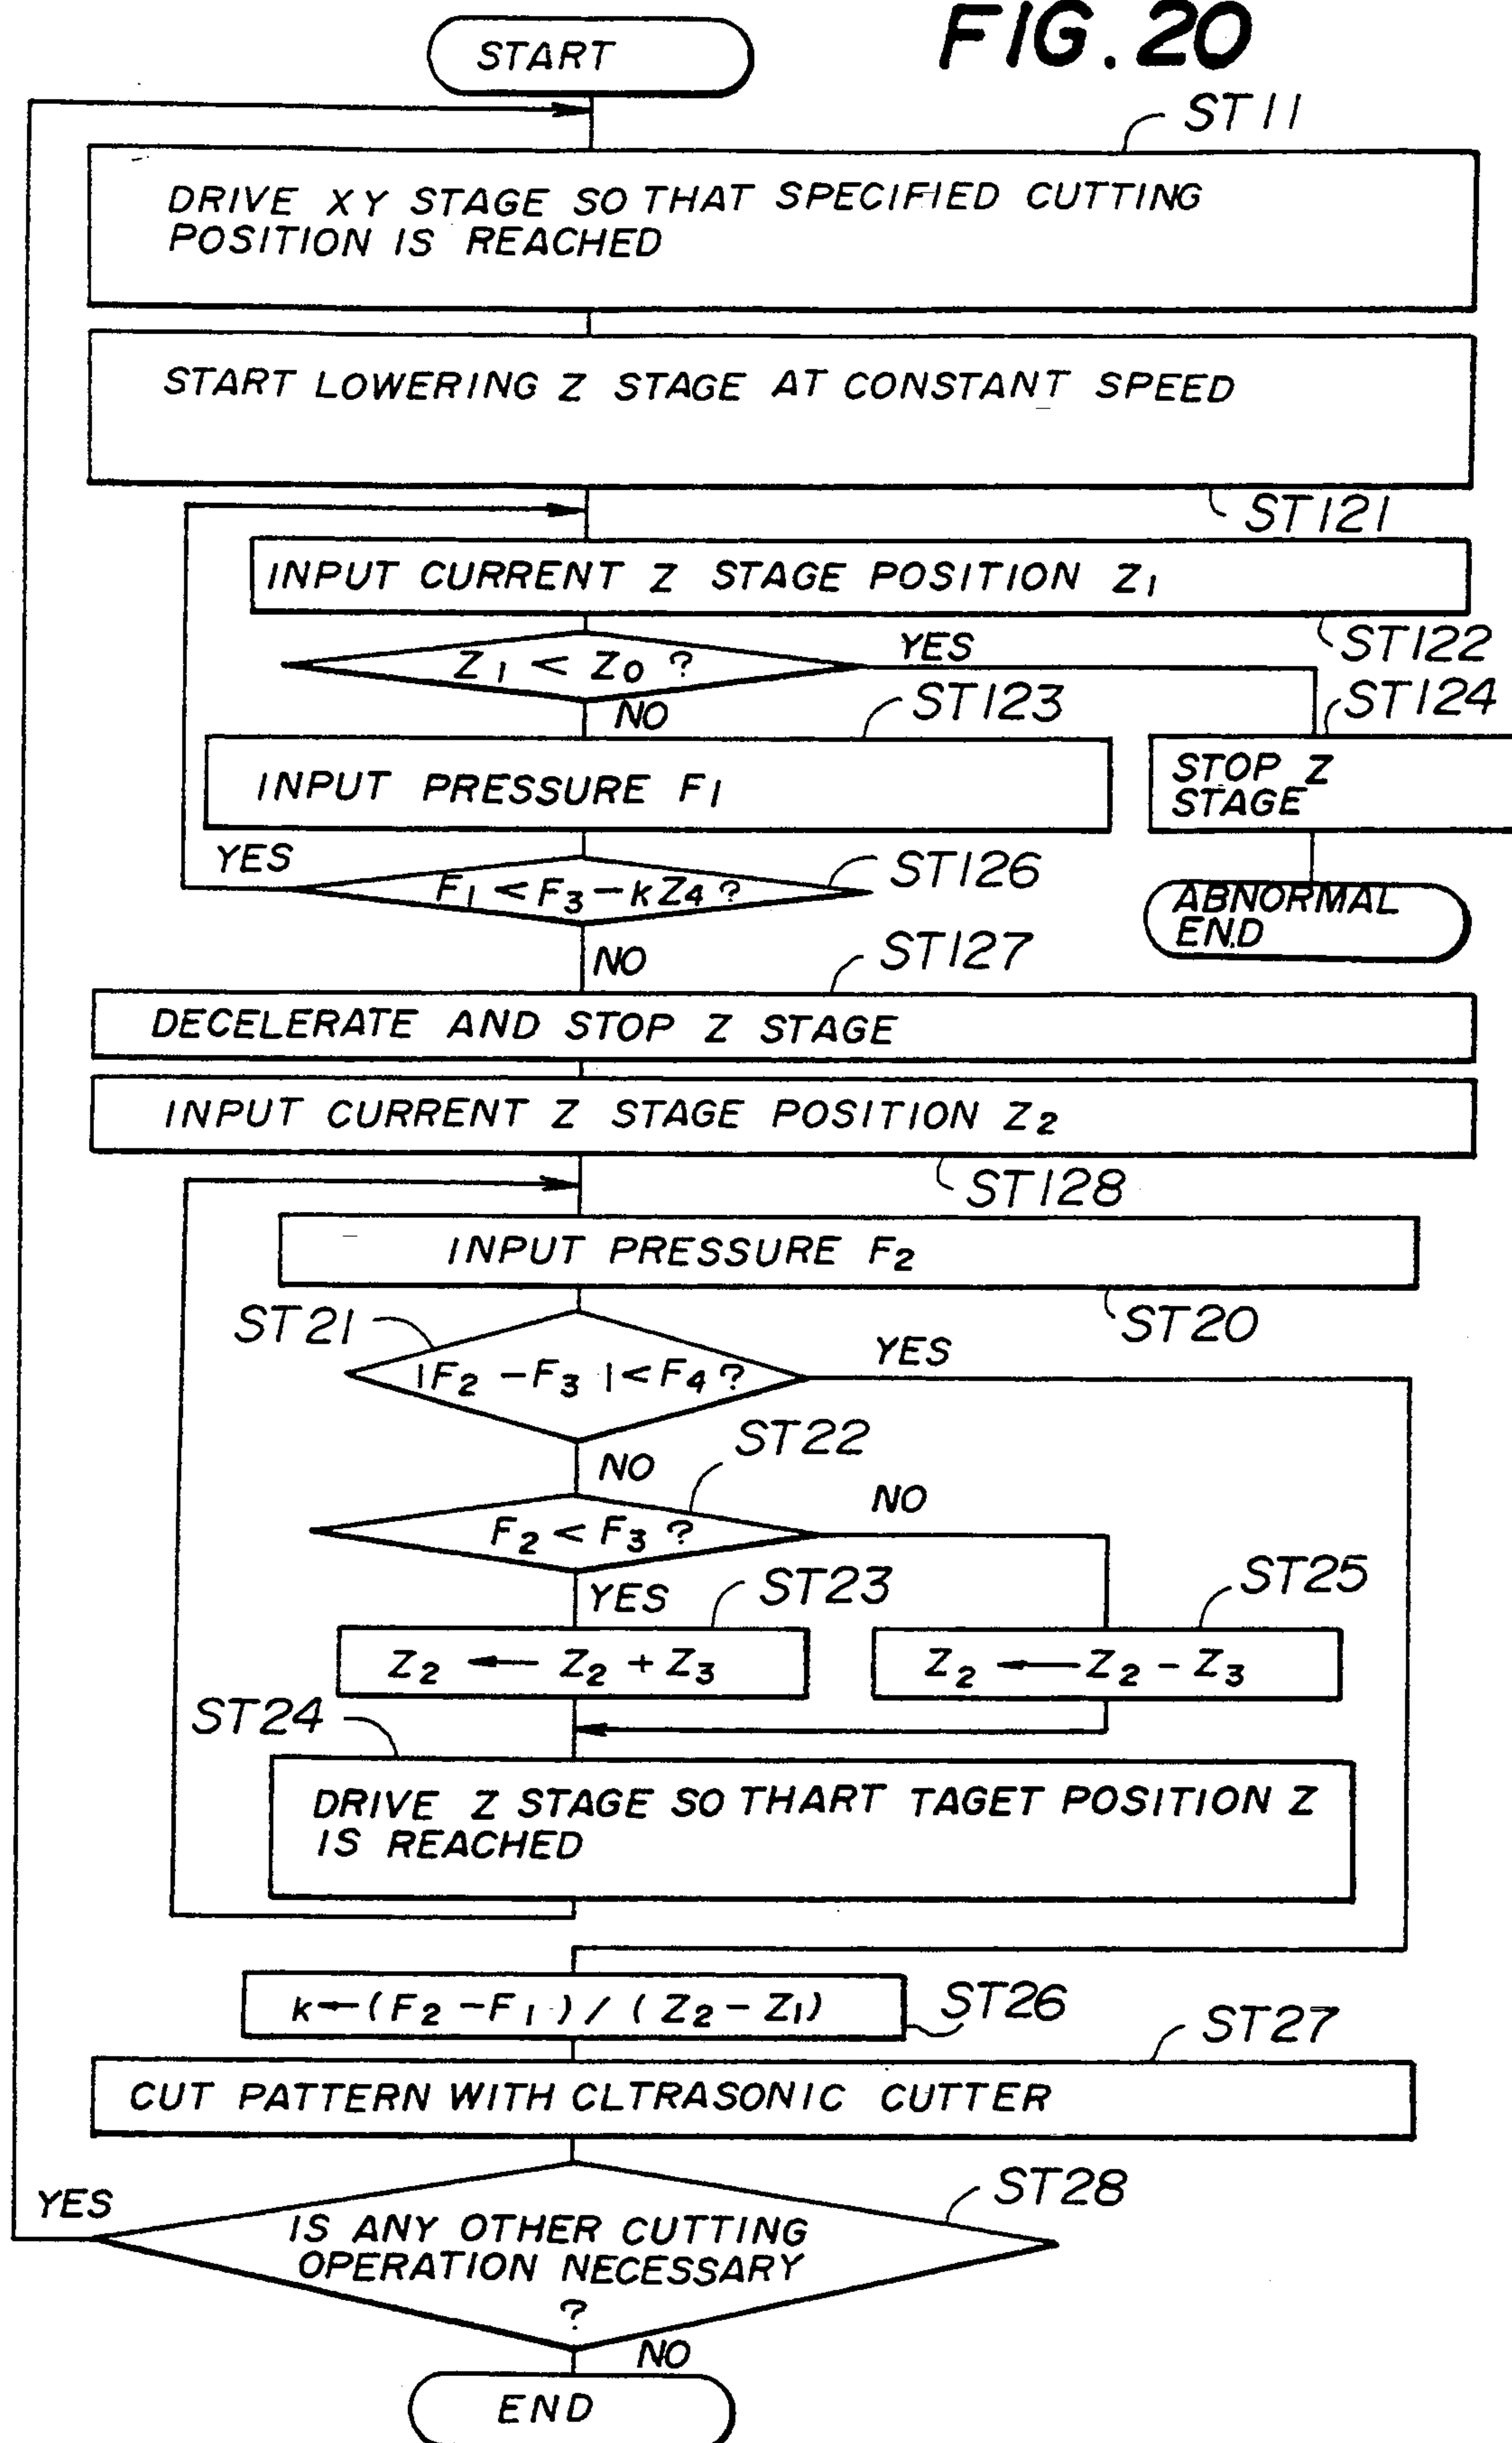 FIG. 20
START
ST11
DRIVE XY STAGE SO THAT SPECIFIED CUTTING
POSITION IS REACHED
START LOWERING Z STAGE AT CONSTANT SPEED
ST121
INPUT CURRENT Z STAGE POSITION Z1
ST122
Z1 < Z0 ?
YES
NO
ST123
ST124
INPUT PRESSURE F1
STOP Z
STAGE
YES
F1 < F3 − kZ4 ?
ST126
ABNORMAL
END
NO
ST127
DECELERATE AND STOP Z STAGE
INPUT CURRENT Z STAGE POSITION Z2
ST128
INPUT PRESSURE F2
ST20
ST21
|F2 − F3 | < F4 ?
YES
NO
ST22
F2 < F3 ?
NO
YES
ST23
ST25
Z2 ← Z2 + Z3
Z2 ← Z2 − Z3
ST24
DRIVE Z STAGE SO THART TAGET POSITION Z
IS REACHED
k ← (F2 − F1) / (Z2 − Z1)
ST26
ST27
CUT PATTERN WITH CLTRASONIC CUTTER
ST28
YES
IS ANY OTHER CUTTING
OPERATION NECESSARY
?
NO
END